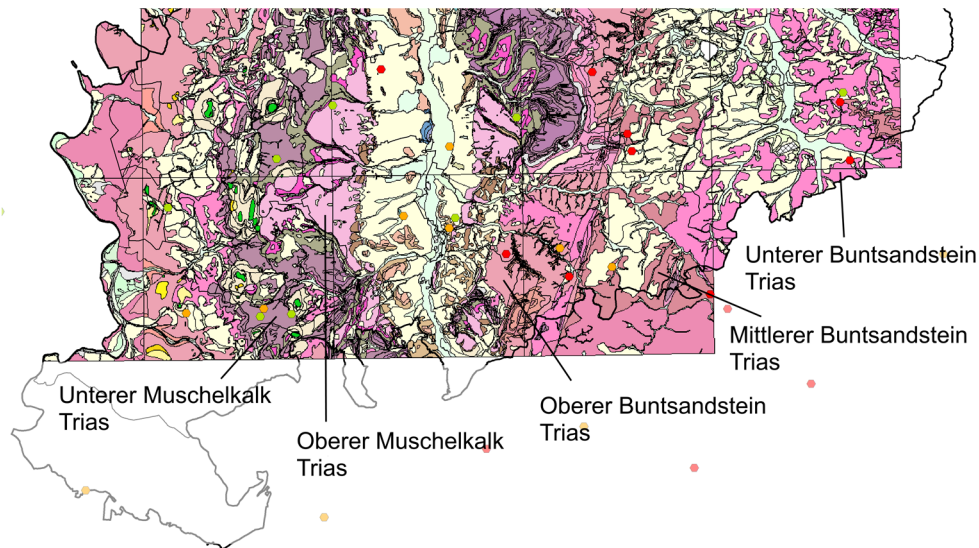 Unterer Buntsandstein
Trias
Mittlerer Buntsandstein
Trias
Unterer Muschelkalk
Trias
Oberer Buntsandstein
Trias
Oberer Muschelkalk
Trias